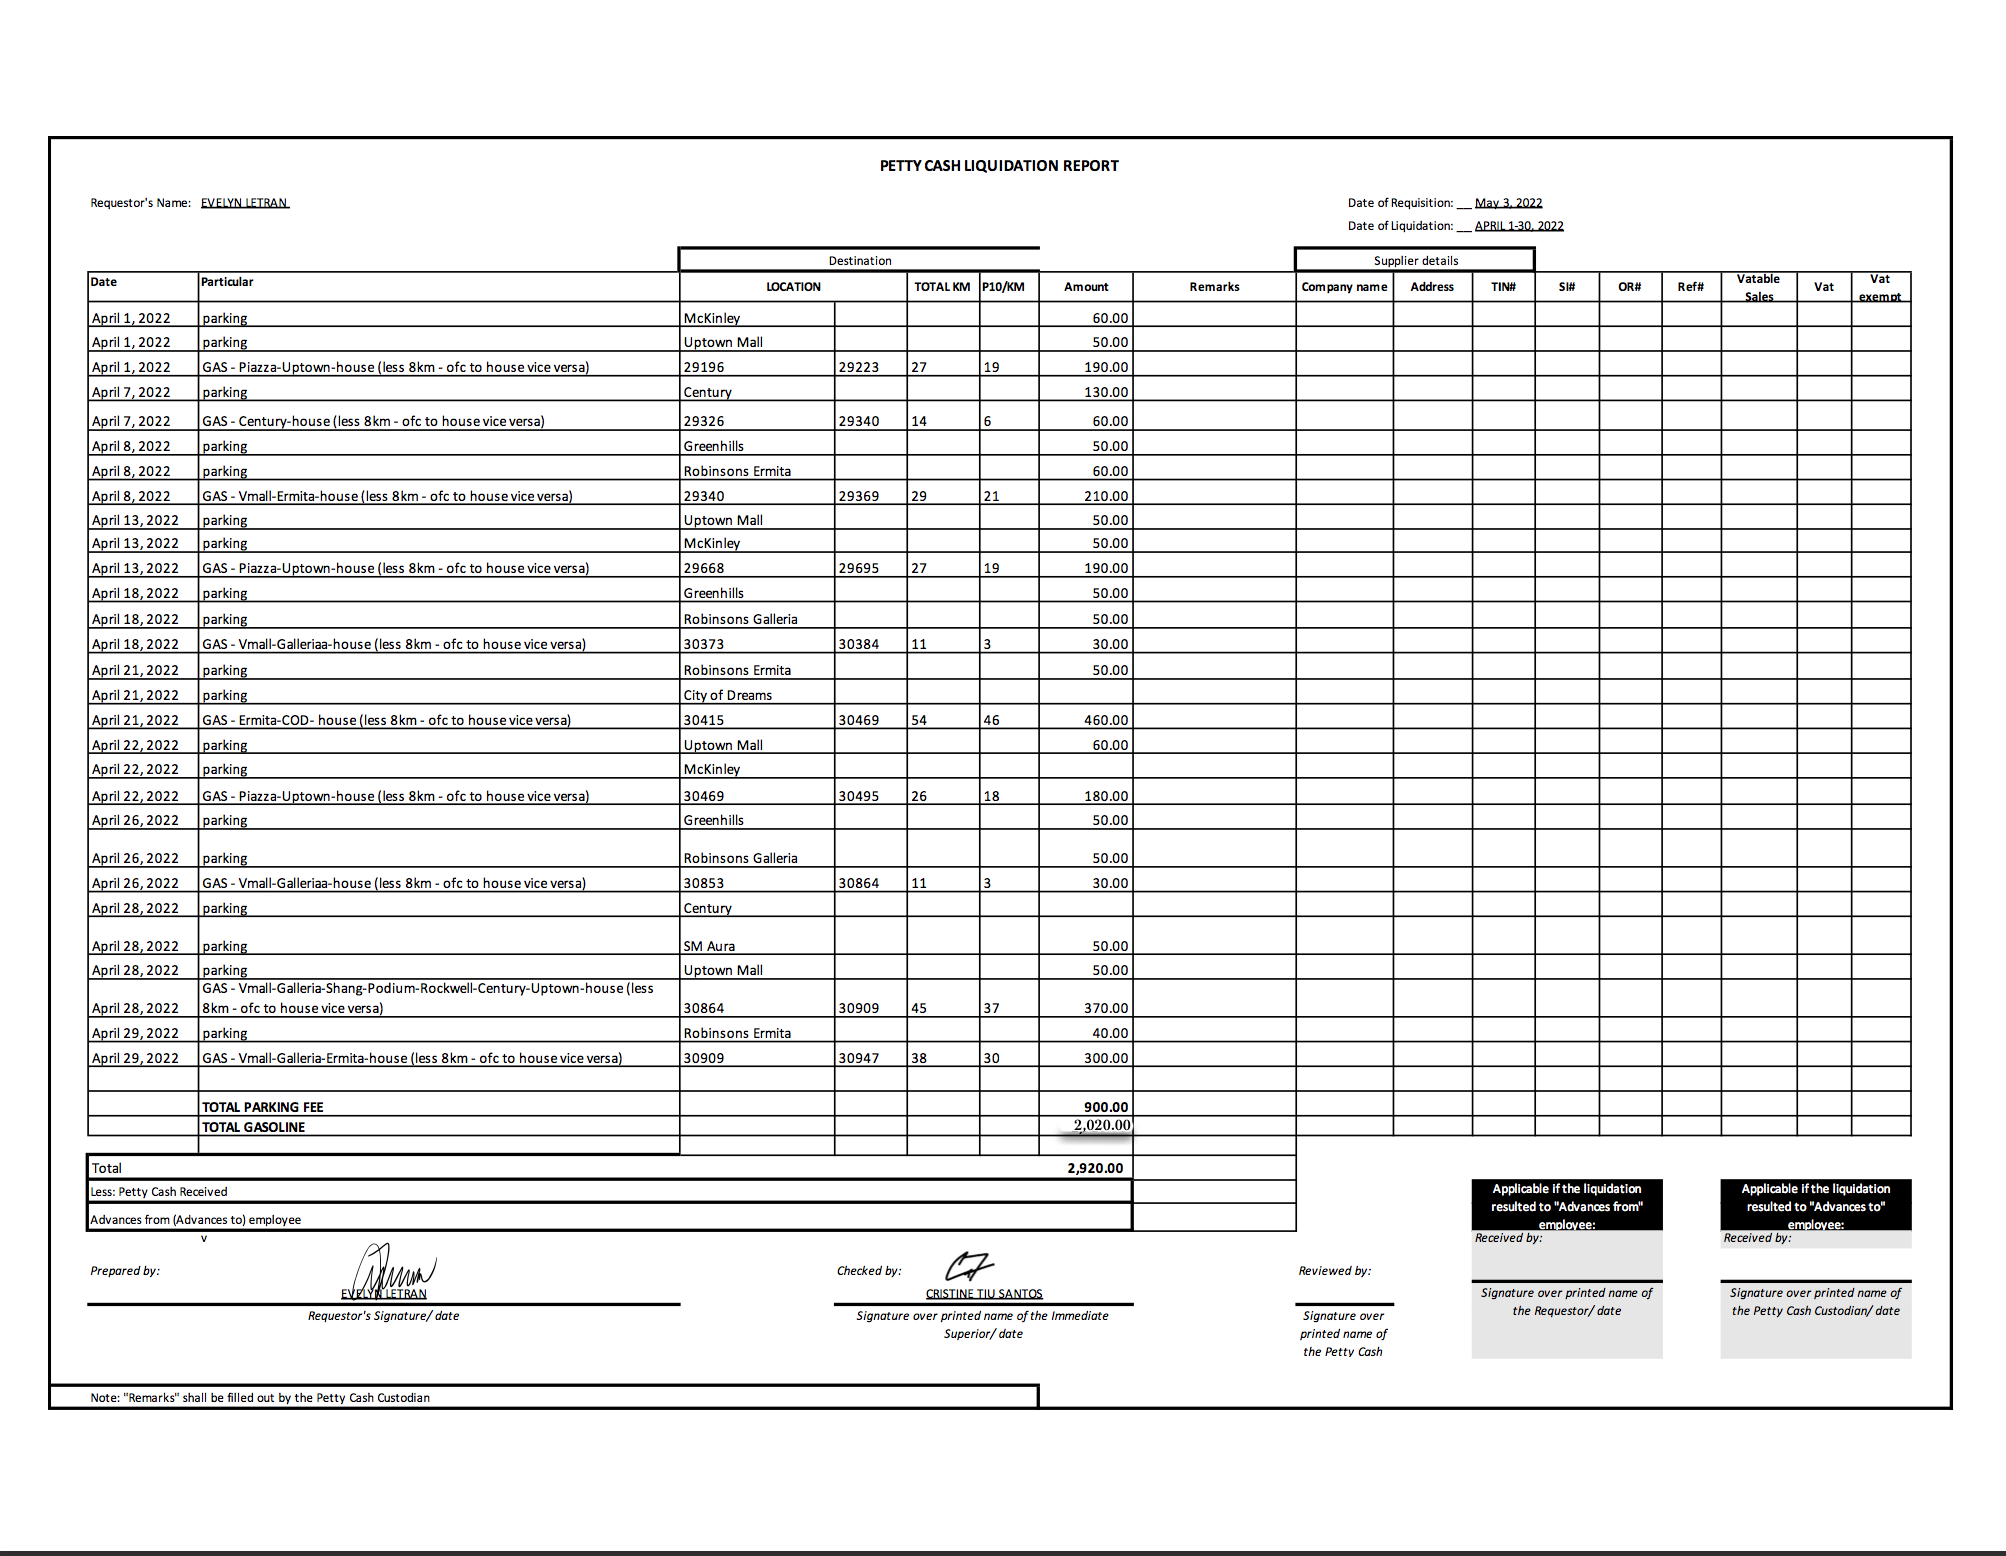 PETTY CASH LIQUIDATION REPORT
Requestor's Name: EVELYN LETRAN
Date of Requisition: __ May 3, 2022
Date of Liquidation: __ APRIL 1-30, 2022
Destination Supplier details
Date Particular LOCATION TOTAL KM P10/KM Amount Remarks Company name Address TIN# SI# OR# Ref# Vatable Sales Vat Vat exempt
April 1, 2022 parking McKinley 60.00
April 1, 2022 parking Uptown Mall 50.00
April 1, 2022 GAS - Piazza-Uptown-house (less 8km - ofc to house vice versa) 29196 29223 27 19 190.00
April 7, 2022 parking Century 130.00
April 7, 2022 GAS - Century-house (less 8km - ofc to house vice versa) 29326 29340 14 6 60.00
April 8, 2022 parking Greenhills 50.00
April 8, 2022 parking Robinsons Ermita 60.00
April 8, 2022 GAS - Vmall-Ermita-house (less 8km - ofc to house vice versa) 29340 29369 29 21 210.00
April 13, 2022 parking Uptown Mall 50.00
April 13, 2022 parking McKinley 50.00
April 13, 2022 GAS - Piazza-Uptown-house (less 8km - ofc to house vice versa) 29668 29695 27 19 190.00
April 18, 2022 parking Greenhills 50.00
April 18, 2022 parking Robinsons Galleria 50.00
April 18, 2022 GAS - Vmall-Galleriaa-house (less 8km - ofc to house vice versa) 30373 30384 11 3 30.00
April 21, 2022 parking Robinsons Ermita 50.00
April 21, 2022 parking City of Dreams
April 21, 2022 GAS - Ermita-COD- house (less 8km - ofc to house vice versa) 30415 30469 54 46 460.00
April 22, 2022 parking Uptown Mall 60.00
April 22, 2022 parking McKinley
April 22, 2022 GAS - Piazza-Uptown-house (less 8km - ofc to house vice versa) 30469 30495 26 18 180.00
April 26, 2022 parking Greenhills 50.00
April 26, 2022 parking Robinsons Galleria 50.00
April 26, 2022 GAS - Vmall-Galleriaa-house (less 8km - ofc to house vice versa) 30853 30864 11 3 30.00
April 28, 2022 parking Century
April 28, 2022 parking SM Aura 50.00
April 28, 2022 parking Uptown Mall 50.00
GAS - Vmall-Galleria-Shang-Podium-Rockwell-Century-Uptown-house (less
April 28, 2022 8km - ofc to house vice versa) 30864 30909 45 37 370.00
April 29, 2022 parking Robinsons Ermita 40.00
April 29, 2022 GAS - Vmall-Galleria-Ermita-house (less 8km - ofc to house vice versa) 30909 30947 38 30 300.00
TOTAL PARKING FEE 900.00
TOTAL GASOLINE 2,020.00
Total 2,920.00
Less: Petty Cash Received
Advances from (Advances to) employee
v
Applicable if the liquidation
resulted to "Advances from"
employee:
Received by:
Applicable if the liquidation
resulted to "Advances to"
employee:
Received by:
Prepared by:
EVELYN LETRAN
Requestor's Signature/ date
Checked by:
CRISTINE TIU SANTOS
Signature over printed name of the Immediate
Superior/ date
Reviewed by:
Signature over
printed name of
the Petty Cash
Signature over printed name of
the Requestor/ date
Signature over printed name of
the Petty Cash Custodian/ date
Note: "Remarks" shall be filled out by the Petty Cash Custodian